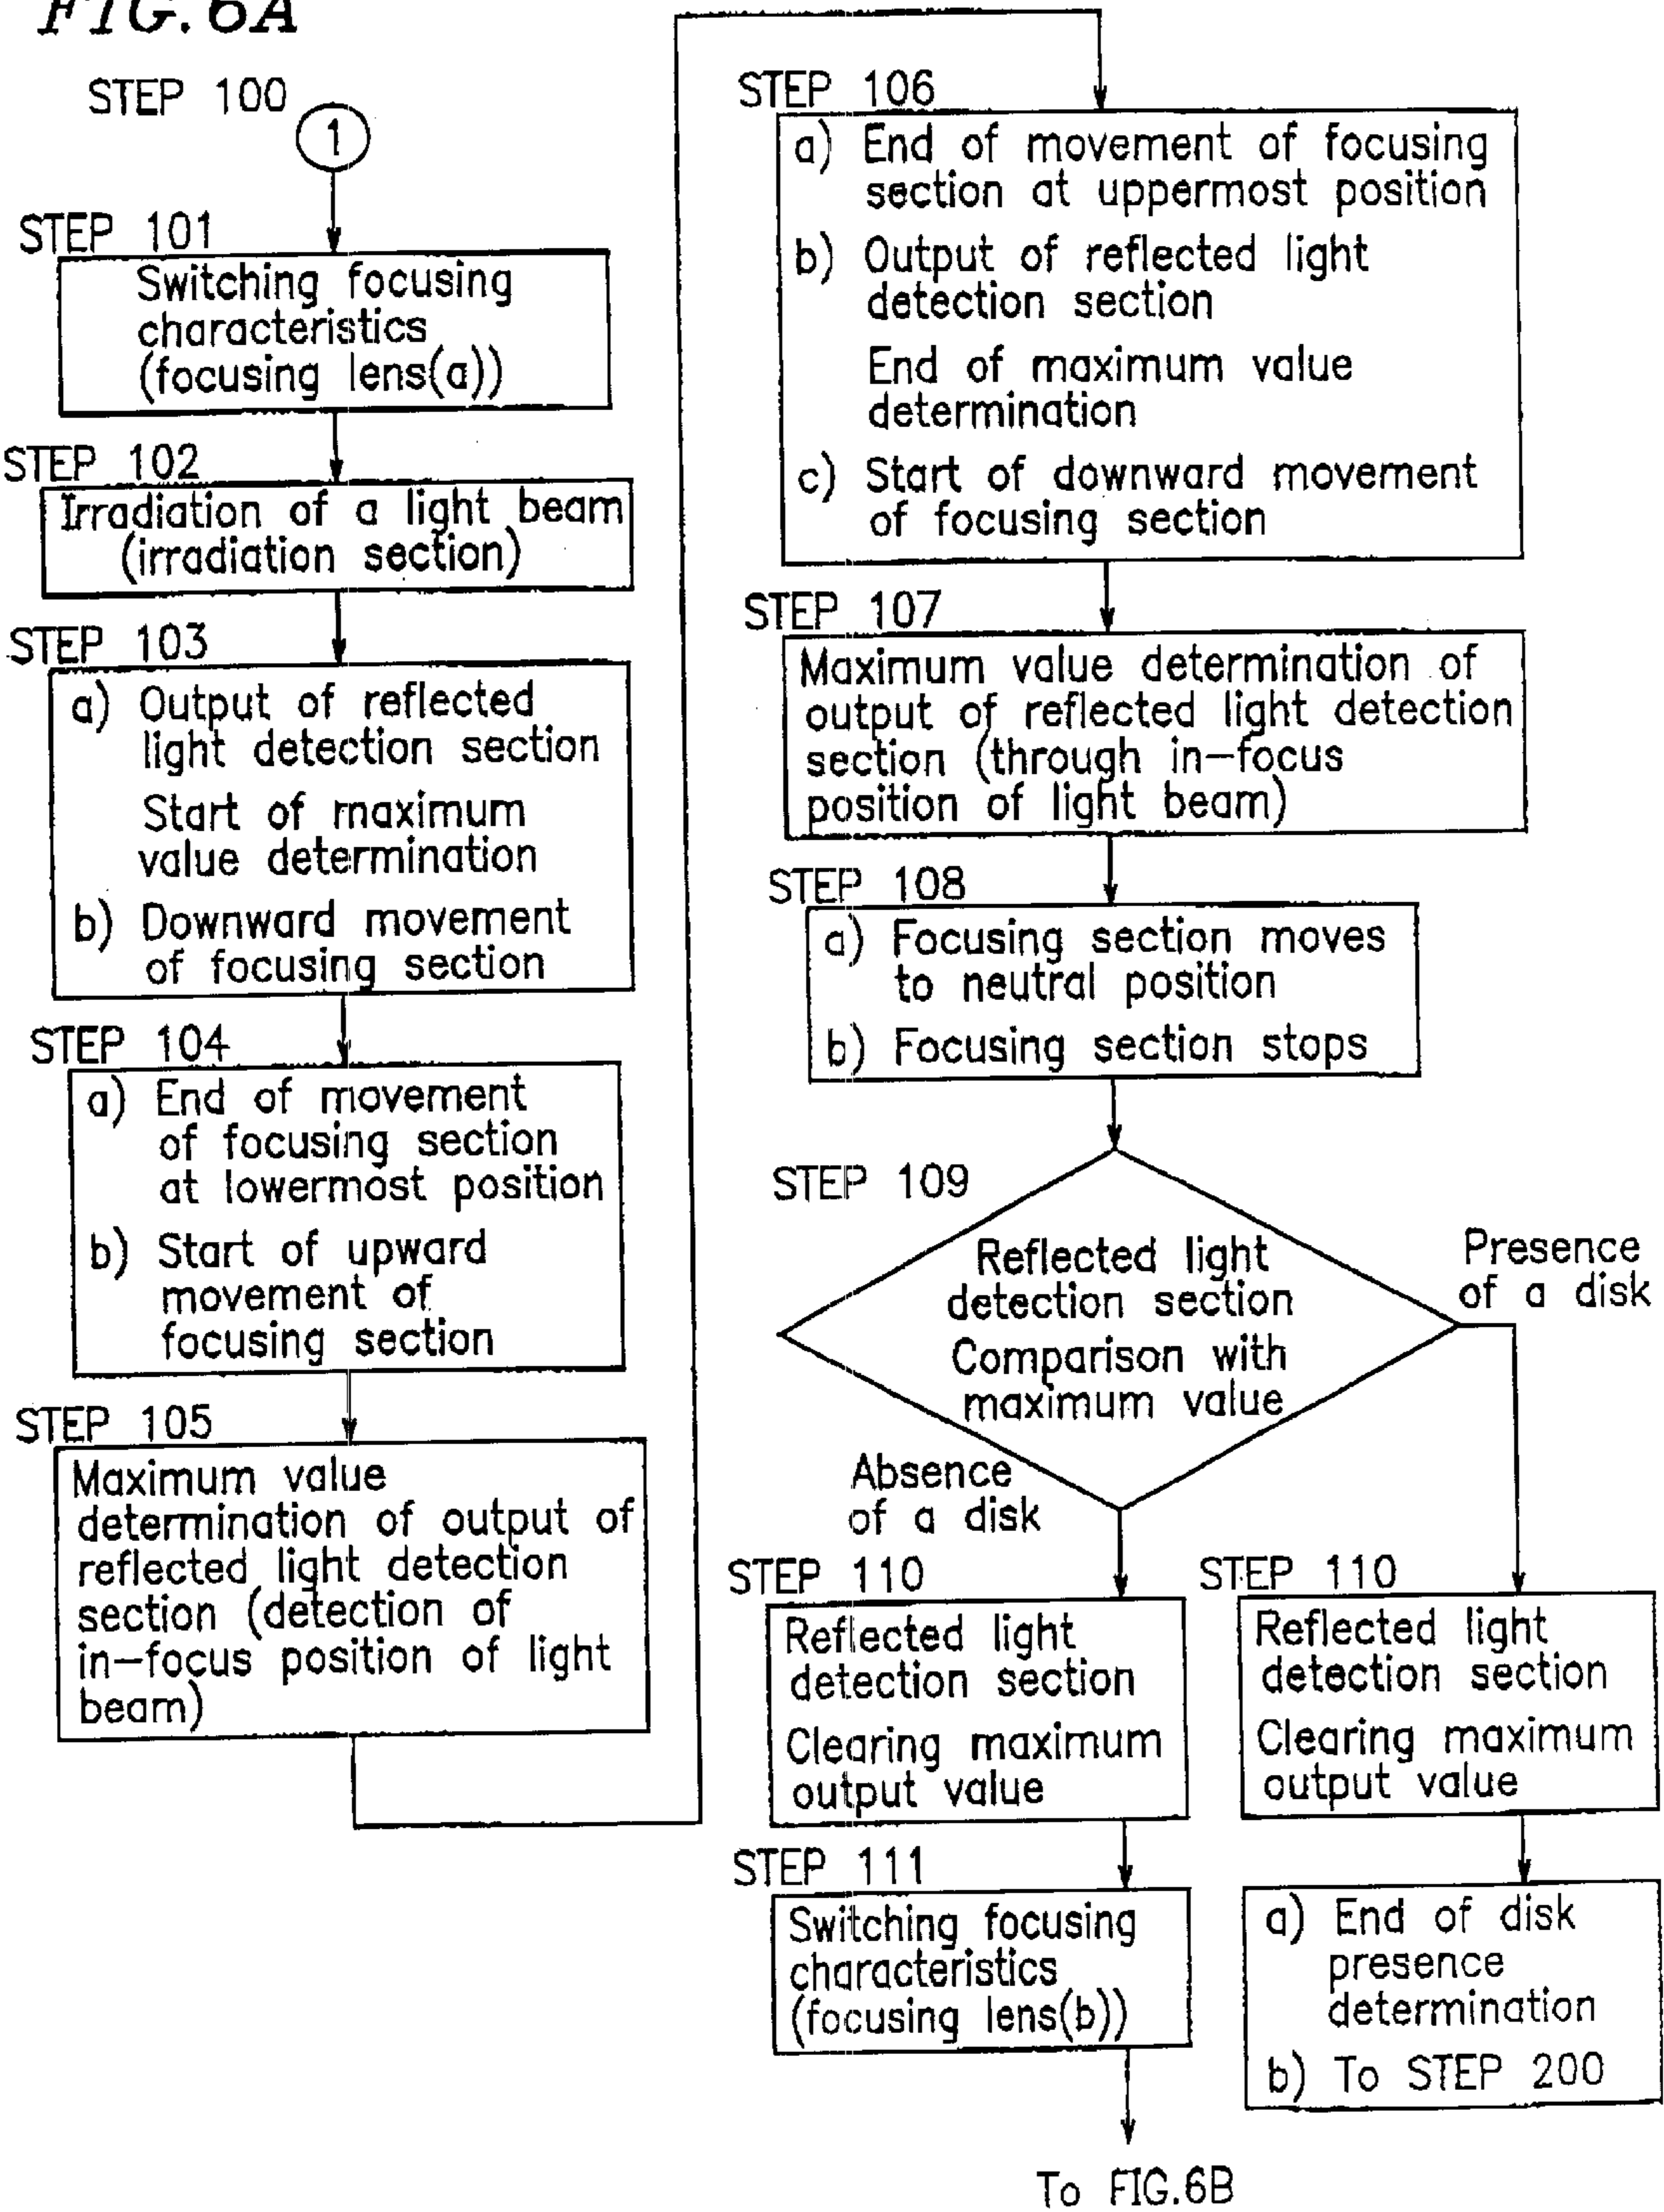 FIG. 6A
STEP 100
1
STEP 101
Switching focusing
characteristics
(focusing lens(a))
STEP 102
Irradiation of a light beam
(irradiation section)
STEP 103
a) Output of reflected
light detection section
Start of maximum
value determination
b) Downward movement
of focusing section
STEP 104
a) End of movement
of focusing section
at lowermost position
b) Start of upward
movement of
focusing section
STEP 105
Maximum value
determination of output of
reflected light detection
section (detection of
in-focus position of light
beam)
STEP 106
a) End of movement of focusing
section at uppermost position
b) Output of reflected light
detection section
End of maximum value
determination
c) Start of downward movement
of focusing section
STEP 107
Maximum value determination of
output of reflected light detection
section (through in-focus
position of light beam)
STEP 108
a) Focusing section moves
to neutral position
b) Focusing section stops
STEP 109
Reflected light
detection section
Comparison with
maximum value
Presence
of a disk
Absence
of a disk
STEP 110
Reflected light
detection section
Clearing maximum
output value
STEP 111
Switching focusing
characteristics
(focusing lens(b))
To FIG.6B
STEP 110
Reflected light
detection section
Clearing maximum
output value
a) End of disk
presence
determination
b) To STEP 200